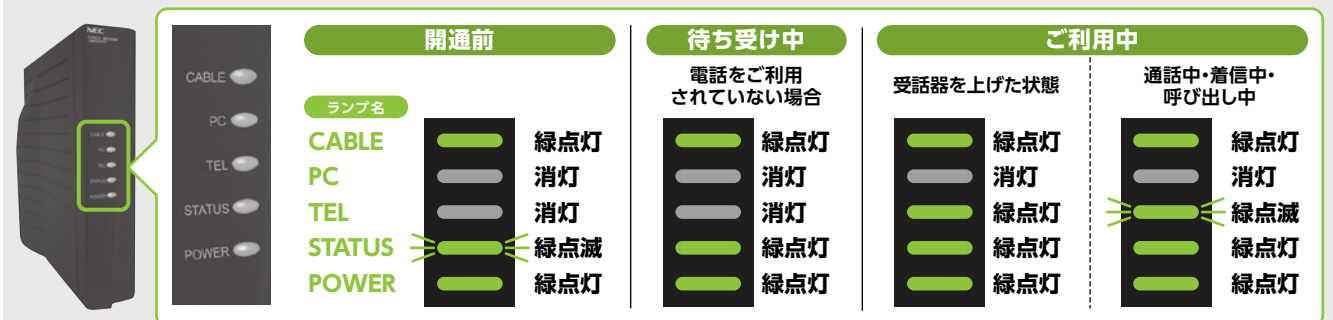 NEC
CABLE
PC
TEL
STATUS
POWER
CABLE
PC
TEL
STATUS
POWER
開通前
待ち受け中
ご利用中
電話をご利用
されていない場合
受話器を上げた状態
通話中・着信中・
呼び出し中
ランプ名
CABLE 緑点灯 緑点灯 緑点灯 緑点灯
PC 消灯 消灯 消灯 消灯
TEL 消灯 消灯 緑点灯 緑点滅
STATUS 緑点滅 緑点灯 緑点灯 緑点灯
POWER 緑点灯 緑点灯 緑点灯 緑点灯